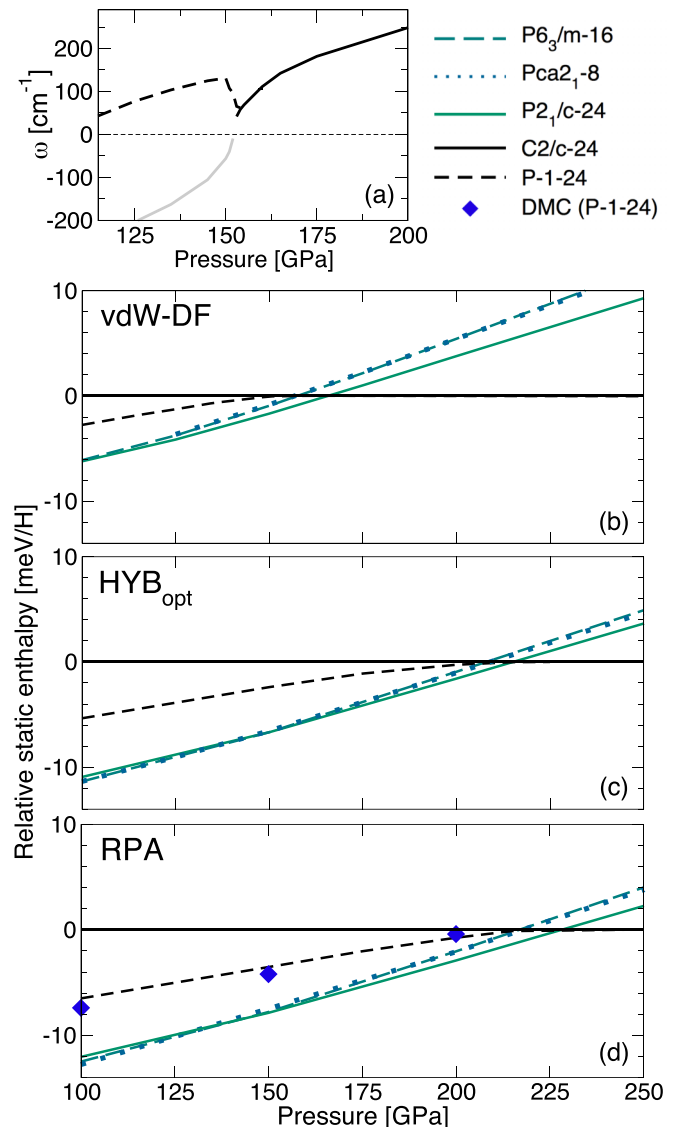 200
100
0
-100
-200
ω [cm⁻¹]
(a)
125 150 175 200
Pressure [GPa]
P6₃/m-16
Pca2₁-8
P2₁/c-24
C2/c-24
P-1-24
DMC (P-1-24)
Relative static enthalpy [meV/H]
10
vdW-DF
0
-10
(b)
10
HYBₒₚₜ
0
-10
(c)
10
RPA
0
-10
(d)
100 125 150 175 200 225 250
Pressure [GPa]